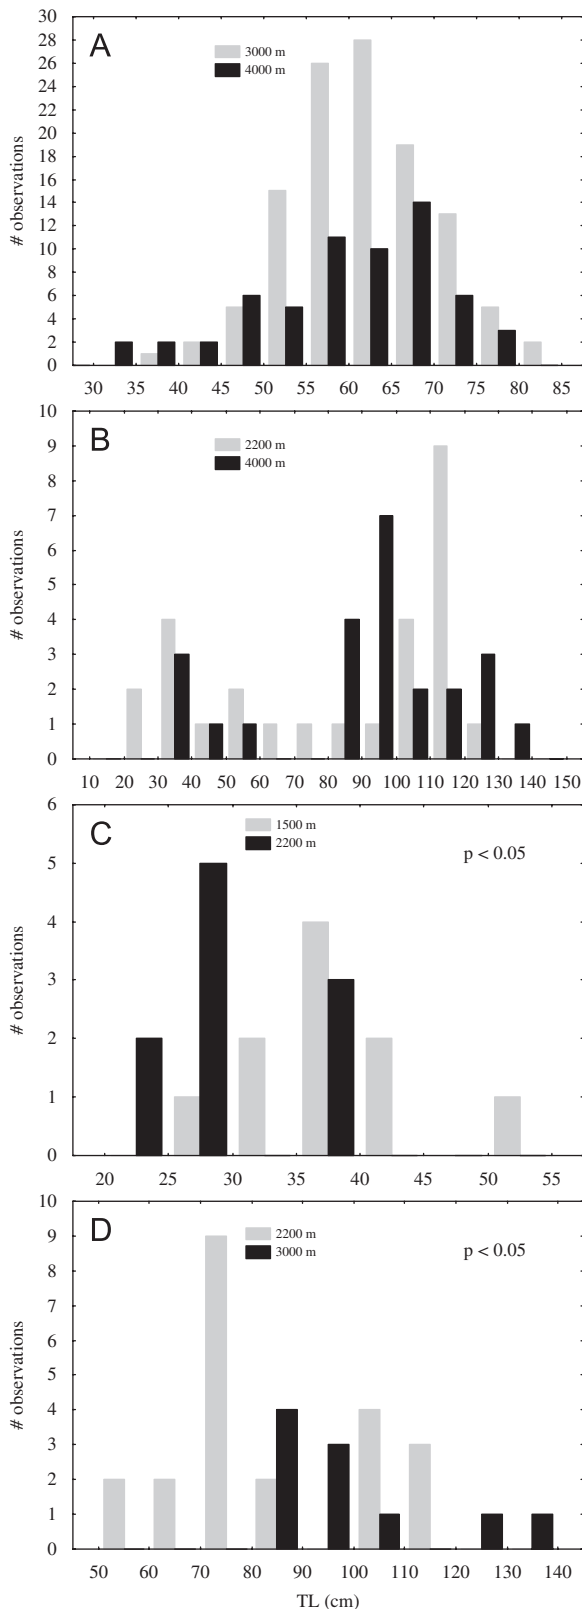 A
3000 m
4000 m
# observations
30
28
26
24
22
20
18
16
14
12
10
8
6
4
2
0
30 35 40 45 50 55 60 65 70 75 80 85
B
2200 m
4000 m
# observations
10
9
8
7
6
5
4
3
2
1
0
10 20 30 40 50 60 70 80 90 100 110 120 130 140 150
C
1500 m
2200 m
p < 0.05
# observations
6
5
4
3
2
1
0
20 25 30 35 40 45 50 55
D
2200 m
3000 m
p < 0.05
# observations
10
9
8
7
6
5
4
3
2
1
0
50 60 70 80 90 100 110 120 130 140
TL (cm)